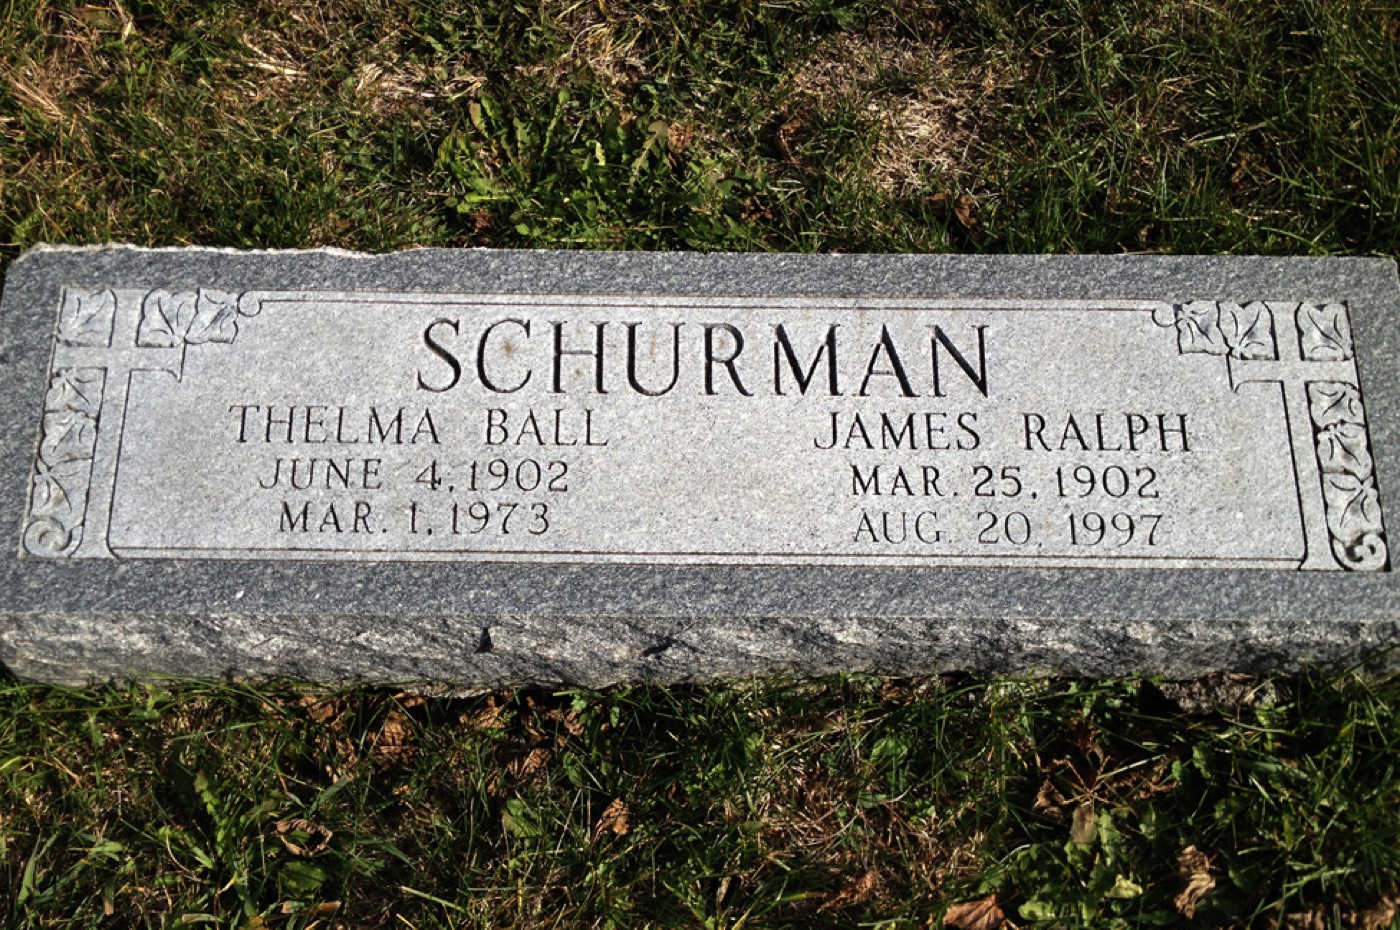 SCHURMAN
THELMA BALL
JUNE 4, 1902
MAR. 1, 1973
JAMES RALPH
MAR. 25, 1902
AUG. 20, 1997